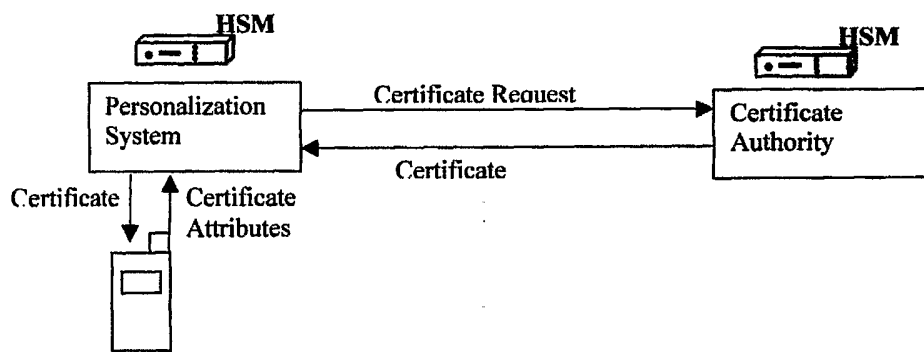 HSM
HSM
Personalization
System
Certificate Request
Certificate
Authority
Certificate
Certificate
Certificate
Attributes